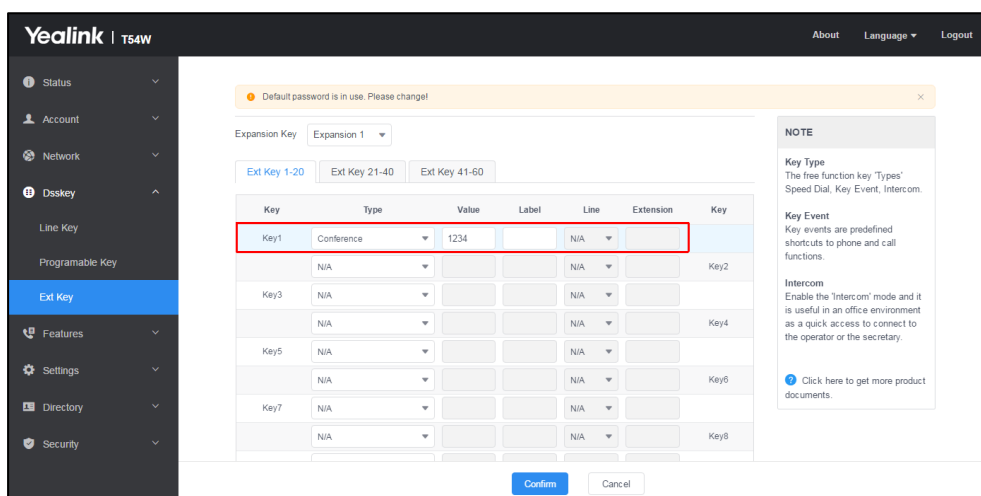 Yealink | T54W
About Language Logout
Status
Account
Network
Dsskey
Line Key
Programable Key
Ext Key
Features
Settings
Directory
Security
Default password is in use. Please change!
Expansion Key Expansion 1
Ext Key 1-20 Ext Key 21-40 Ext Key 41-60
Key Type Value Label Line Extension Key
Key1 Conference 1234 N/A
N/A N/A Key2
Key3 N/A N/A
N/A N/A Key4
Key5 N/A N/A
N/A N/A Key6
Key7 N/A N/A
N/A N/A Key8
Confirm Cancel
NOTE
Key Type
The free function key 'Types'
Speed Dial, Key Event, Intercom.
Key Event
Key events are predefined
shortcuts to phone and call
functions.
Intercom
Enable the 'Intercom' mode and it
is useful in an office environment
as a quick access to connect to
the operator or the secretary.
Click here to get more product
documents.